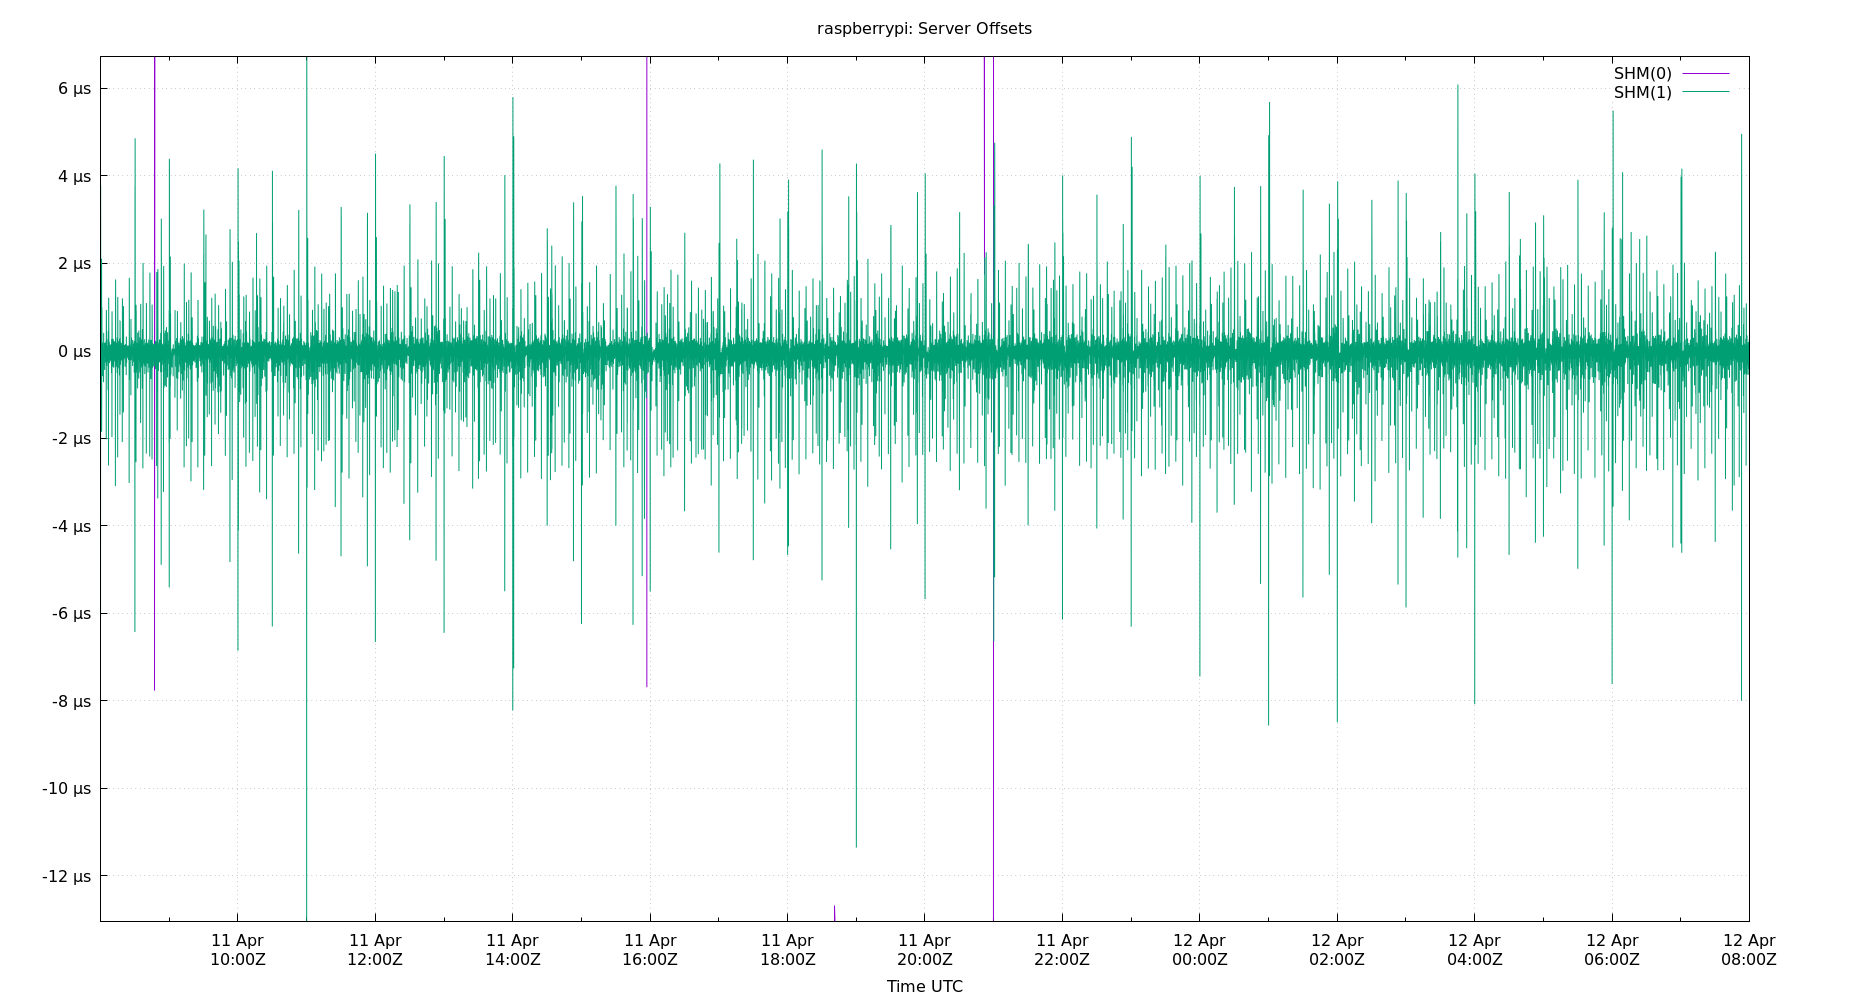 raspberrypi: Server Offsets
SHM(0)
SHM(1)
6 µs
4 µs
2 µs
0 µs
-2 µs
-4 µs
-6 µs
-8 µs
-10 µs
-12 µs
11 Apr 11 Apr 11 Apr 11 Apr 11 Apr 11 Apr 11 Apr 12 Apr 12 Apr 12 Apr 12 Apr 12 Apr
10:00Z 12:00Z 14:00Z 16:00Z 18:00Z 20:00Z 22:00Z 00:00Z 02:00Z 04:00Z 06:00Z 08:00Z
Time UTC